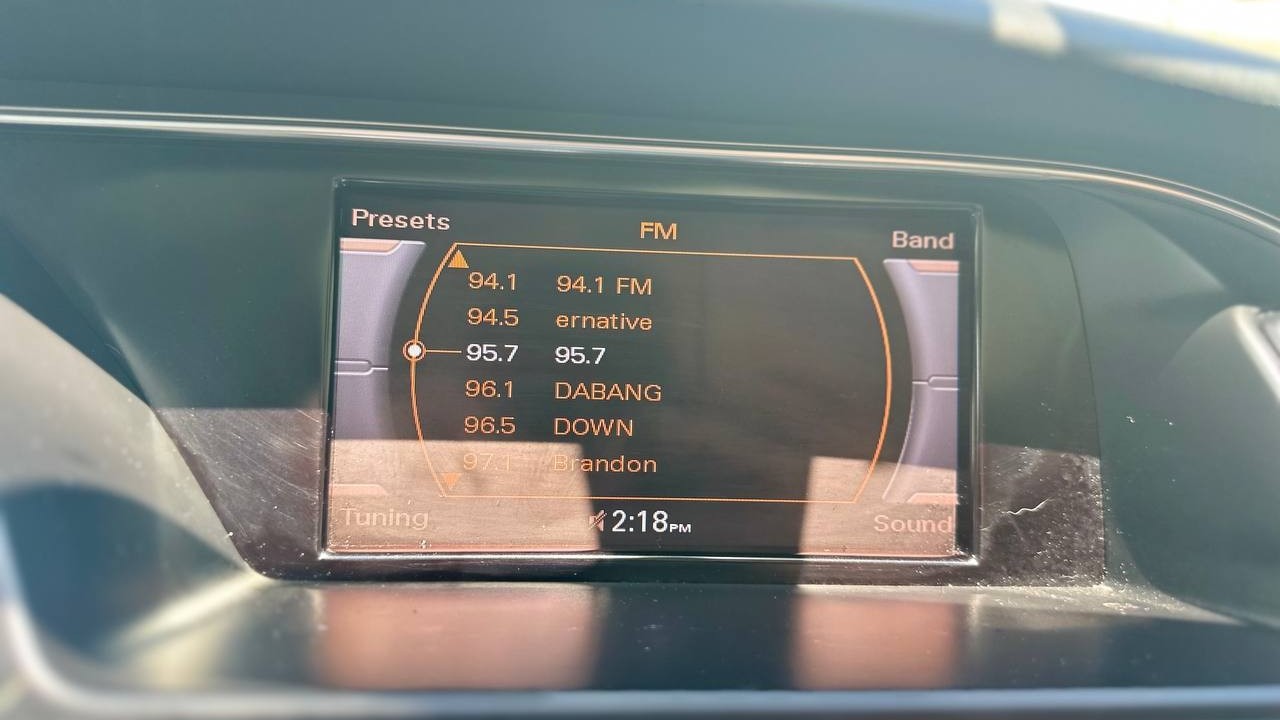 Presets
FM
Band
94.1 94.1 FM
94.5 ernative
95.7 95.7
96.1 DABANG
96.5 DOWN
97.1 Brandon
Tuning
2:18PM
Sound